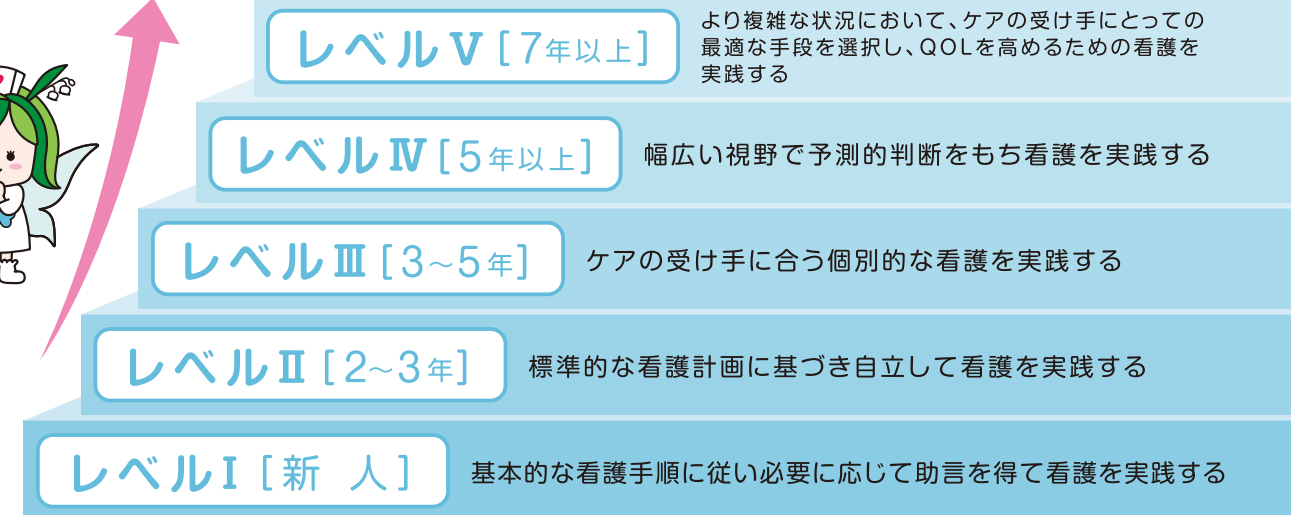 レベルⅤ[7年以上]
より複雑な状況において、ケアの受け手にとっての
最適な手段を選択し、QOLを高めるための看護を
実践する
レベルⅣ[5年以上]
幅広い視野で予測的判断をもち看護を実践する
レベルⅢ[3～5年]
ケアの受け手に合う個別的な看護を実践する
レベルⅡ[2～3年]
標準的な看護計画に基づき自立して看護を実践する
レベルⅠ[新 人]
基本的な看護手順に従い必要に応じて助言を得て看護を実践する